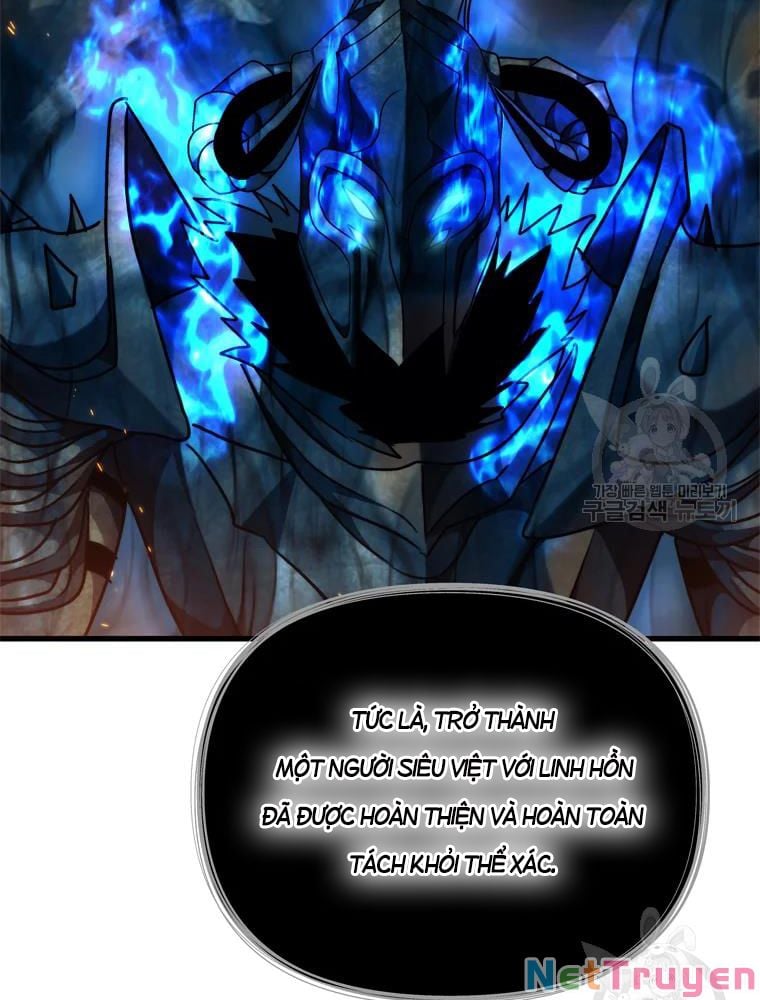 가장 빠른 웹툰 미리보기
구글검색 뉴토끼
TỨC LÀ, TRỞ THÀNH
MỘT NGƯỜI SIÊU VIỆT VỚI LINH HỒN
ĐÃ ĐƯỢC HOÀN THIỆN VÀ HOÀN TOÀN
TÁCH KHỎI THỂ XÁC.
NetTruyen